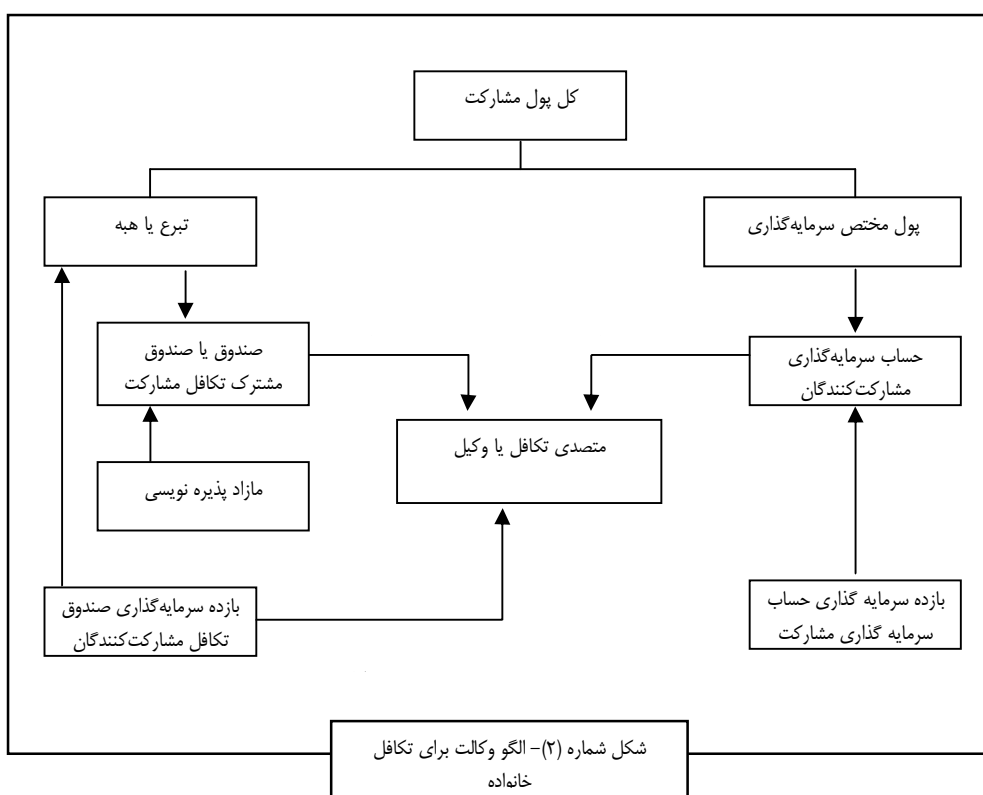 کل پول مشارکت
پول مختص سرمایه‌گذاری
تبرع یا هبه
حساب سرمایه‌گذاری
مشارکت‌کنندگان
صندوق یا صندوق
مشترک تکافل مشارکت
متصدی تکافل یا وکیل
مازاد پذیره نویسی
بازده سرمایه گذاری حساب
سرمایه گذاری مشارکت
بازده سرمایه‌گذاری صندوق
تکافل مشارکت‌کنندگان
شکل شماره (۲)- الگو وکالت برای تکافل
خانواده